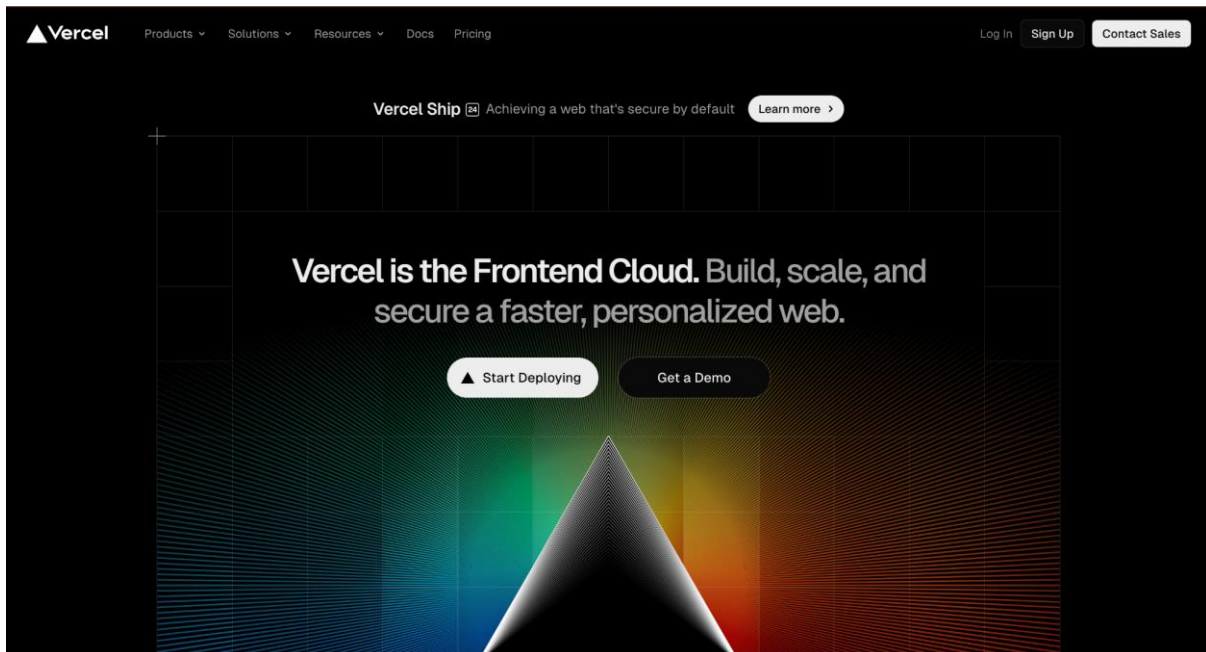 Vercel
Products
Solutions
Resources
Docs
Pricing
Log In
Sign Up
Contact Sales
Vercel Ship 24 Achieving a web that's secure by default
Learn more
Vercel is the Frontend Cloud. Build, scale, and
secure a faster, personalized web.
Start Deploying
Get a Demo